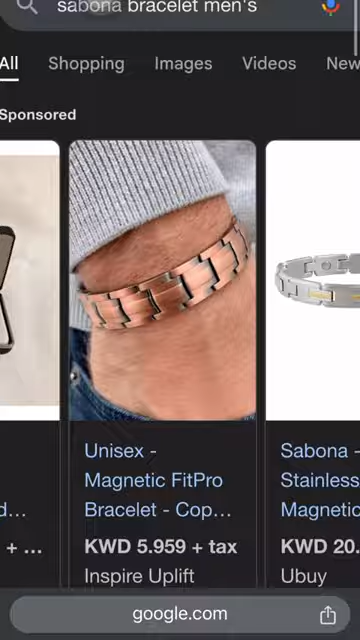 sabona bracelet men's
All
Shopping
Images
Videos
New
Sponsored
d...
+ ...
Unisex -
Magnetic FitPro
Bracelet - Cop...
KWD 5.959 + tax
Inspire Uplift
Sabona -
Stainless
Magnetic
KWD 20.
Ubuy
google.com